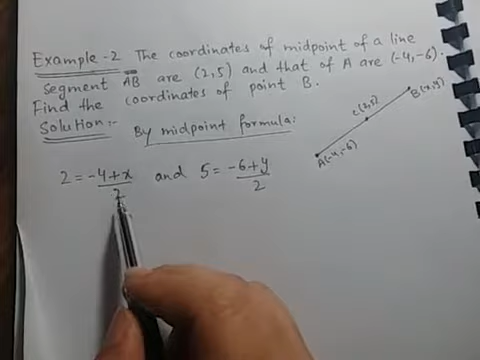 Example-2 The coordinates of midpoint of a line
segment AB are (2,5) and that of A are (-4,-6).
Find the coordinates of point B.
Solution:-
By midpoint formula:
2 = -4+x/2 and 5 = -6+y/2
B(x,y)
C(2,5)
A(-4,-6)